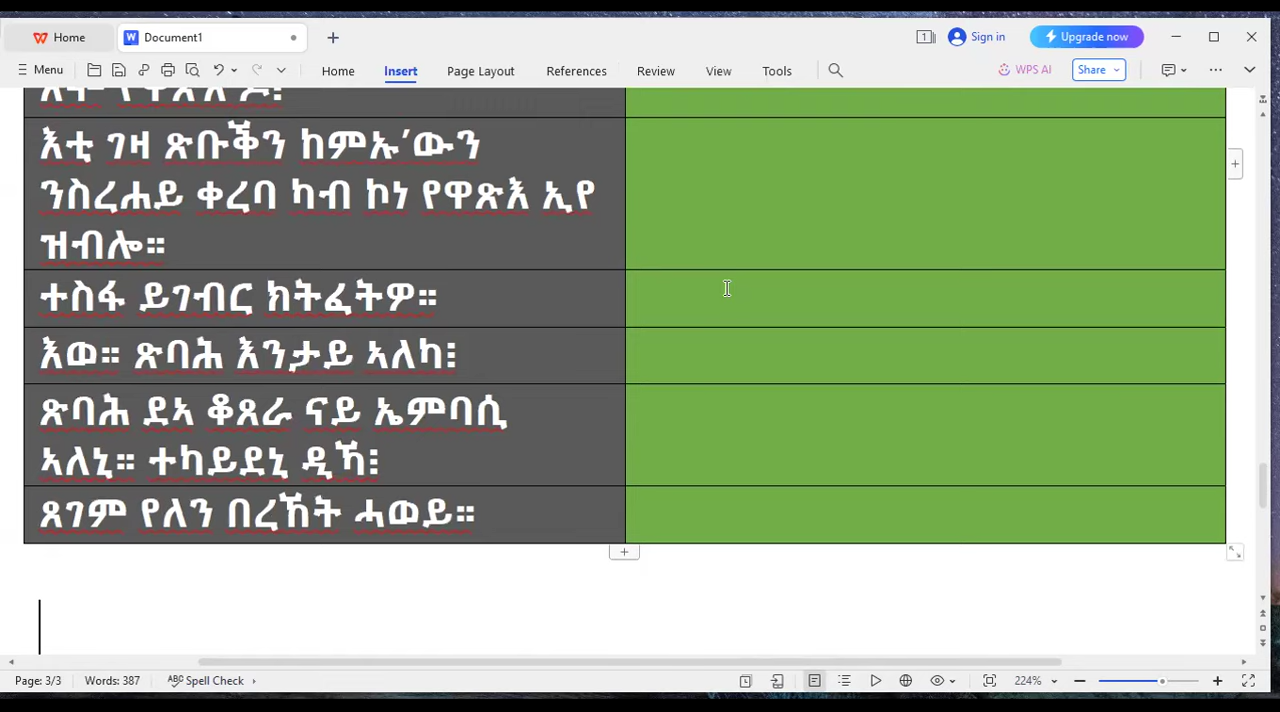 Home
Document1
Sign in
Upgrade now
Menu
Home
Insert
Page Layout
References
Review
View
Tools
WPS AI
Share
እቲ ገዛ ጽቡቕን ከምኡ’ውን
ንስረሐይ ቀረባ ካብ ኮነ የዋጽእ ኢየ
ዝብሎ።
ተስፋ ይገብር ክትፈትዎ።
እወ። ጽባሕ እንታይ ኣለካ፧
ጽባሕ ደኣ ቆጸራ ናይ ኤምባሲ
ኣለኒ። ተካይደኒ ዲኻ፧
ጸገም የለን በረኸት ሓወይ።
Page: 3/3
Words: 387
Spell Check
224%